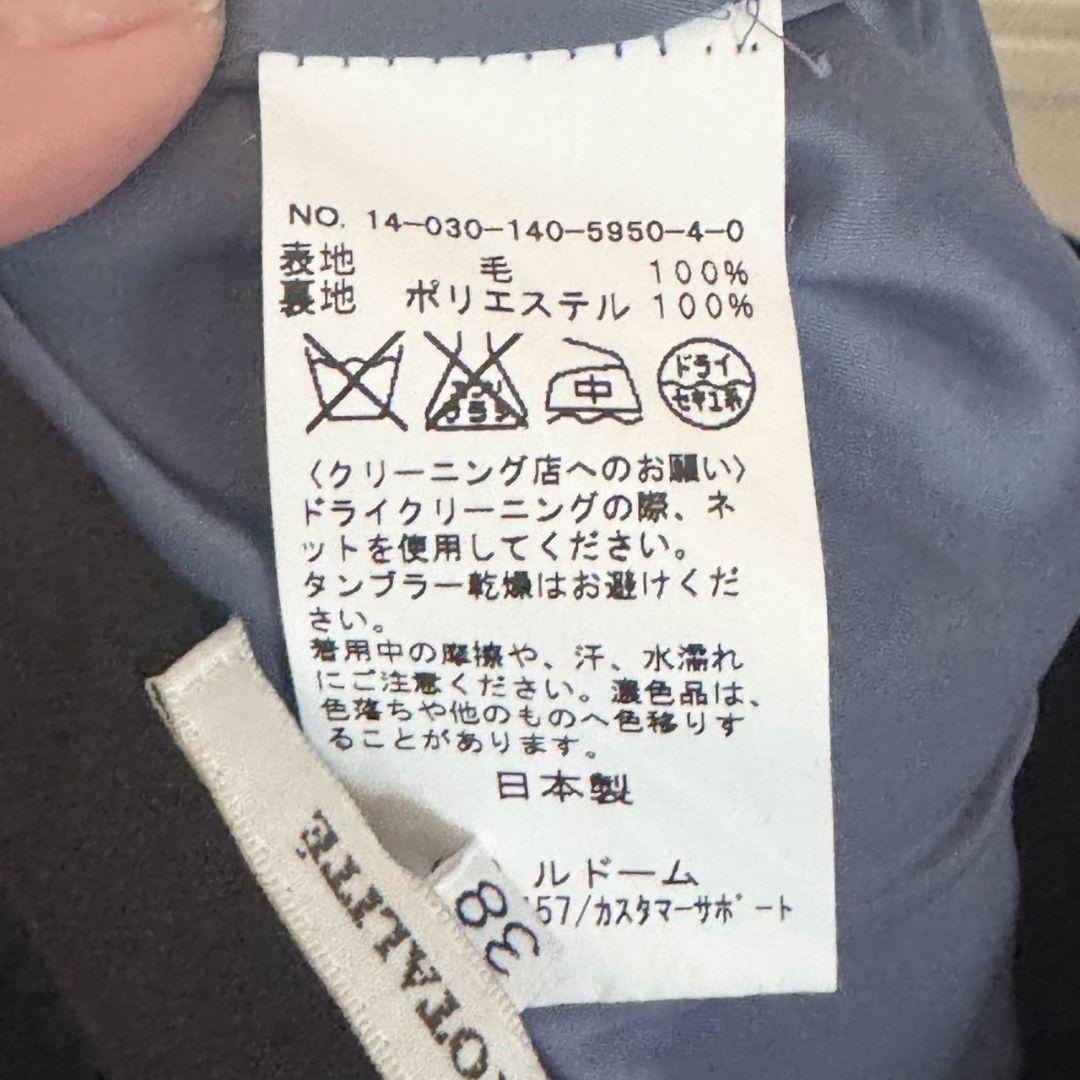 NO. 14-030-140-5950-4-0
表地 毛 100%
裏地 ポリエステル 100%
中
ドライ
セキユ系
〈クリーニング店へのお願い〉
ドライクリーニングの際、ネ
ットを使用してください。
タンブラー乾燥はお避けくだ
さい。
着用中の摩擦や、汗、水濡れ
にご注意ください。濃色品は、
色落ちや他のものへ色移りす
ることがあります。
日本製
ルドーム
57/カスタマーサポート
38
OTALITÉ